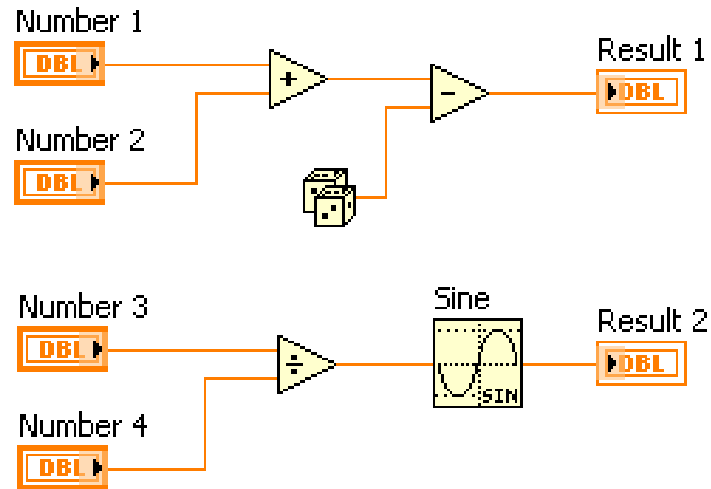 Number 1
DBL
Result 1
+
-
DBL
Number 2
DBL
Number 3
Sine
Result 2
DBL
÷
SIN
DBL
Number 4
DBL